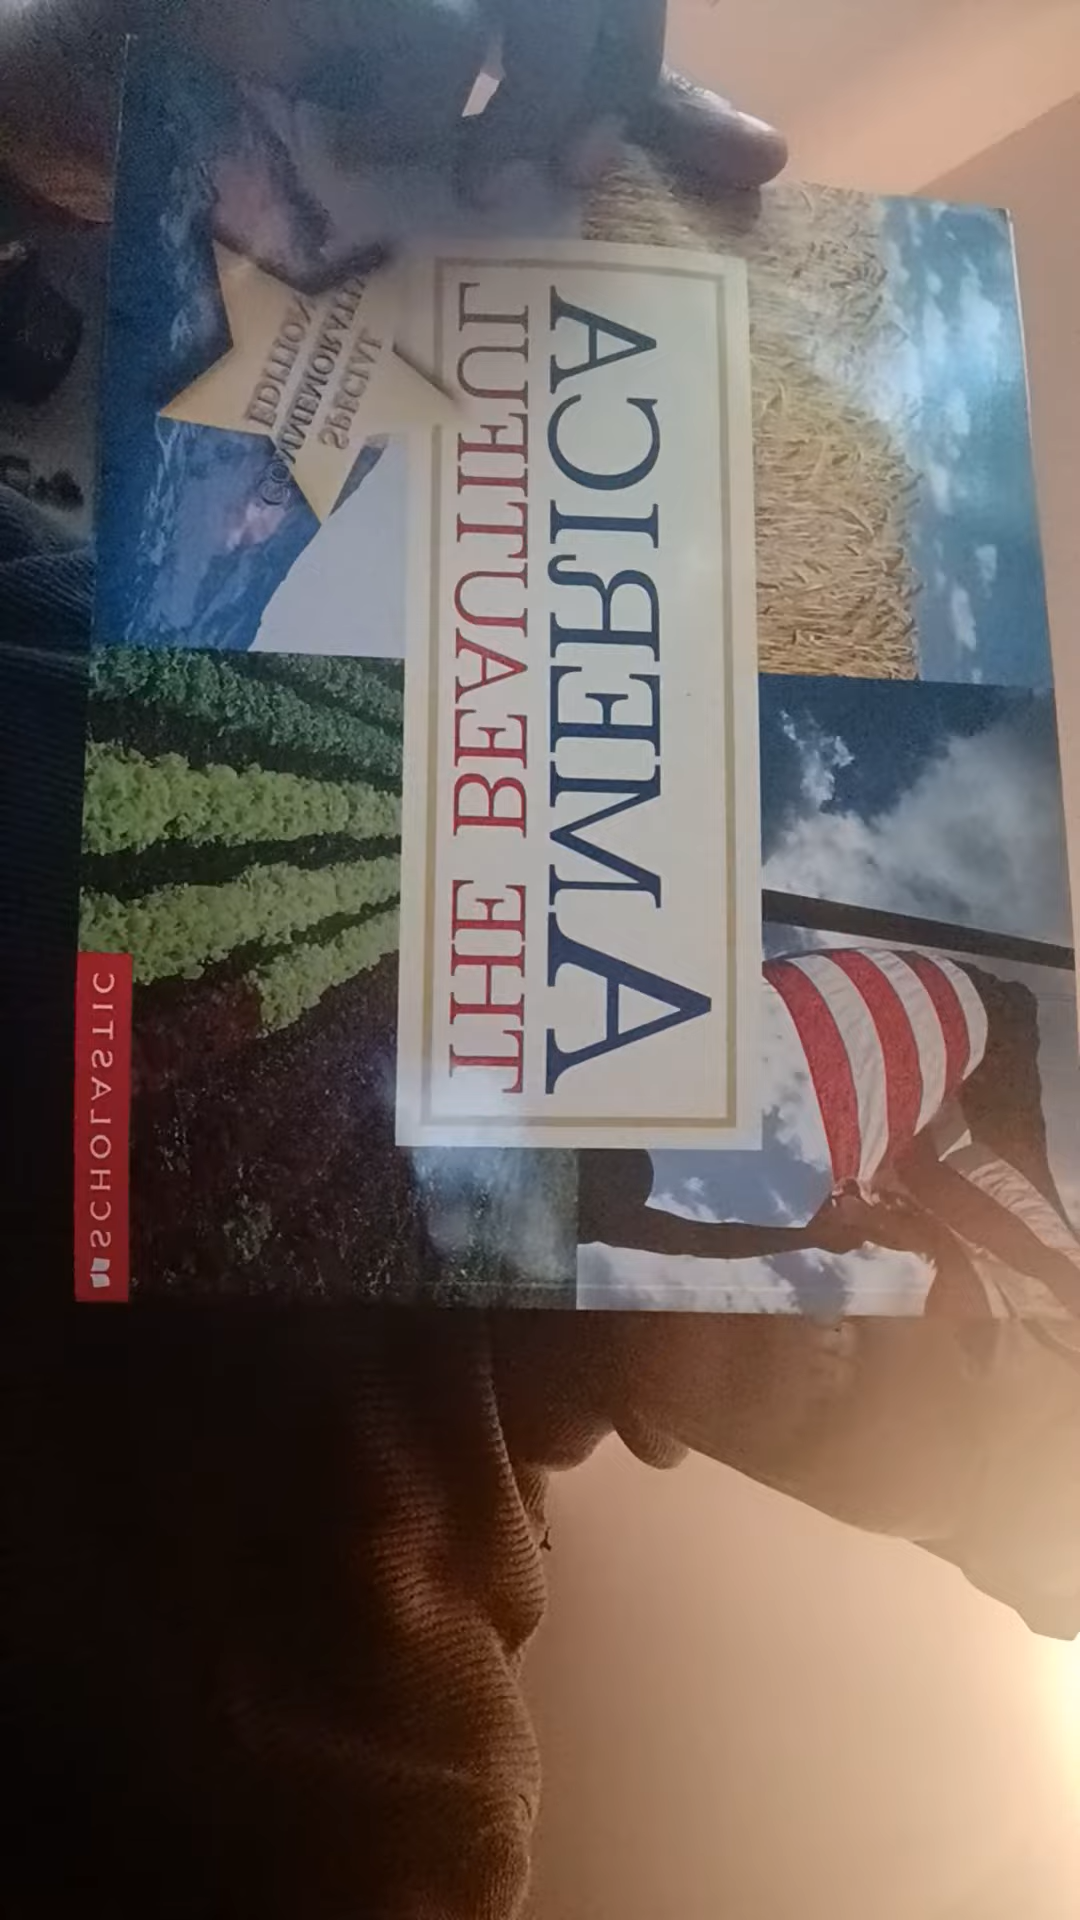 AMERICA
THE BEAUTIFUL
SPECIAL
COMMEMORATIVE
EDITION
SCHOLASTIC